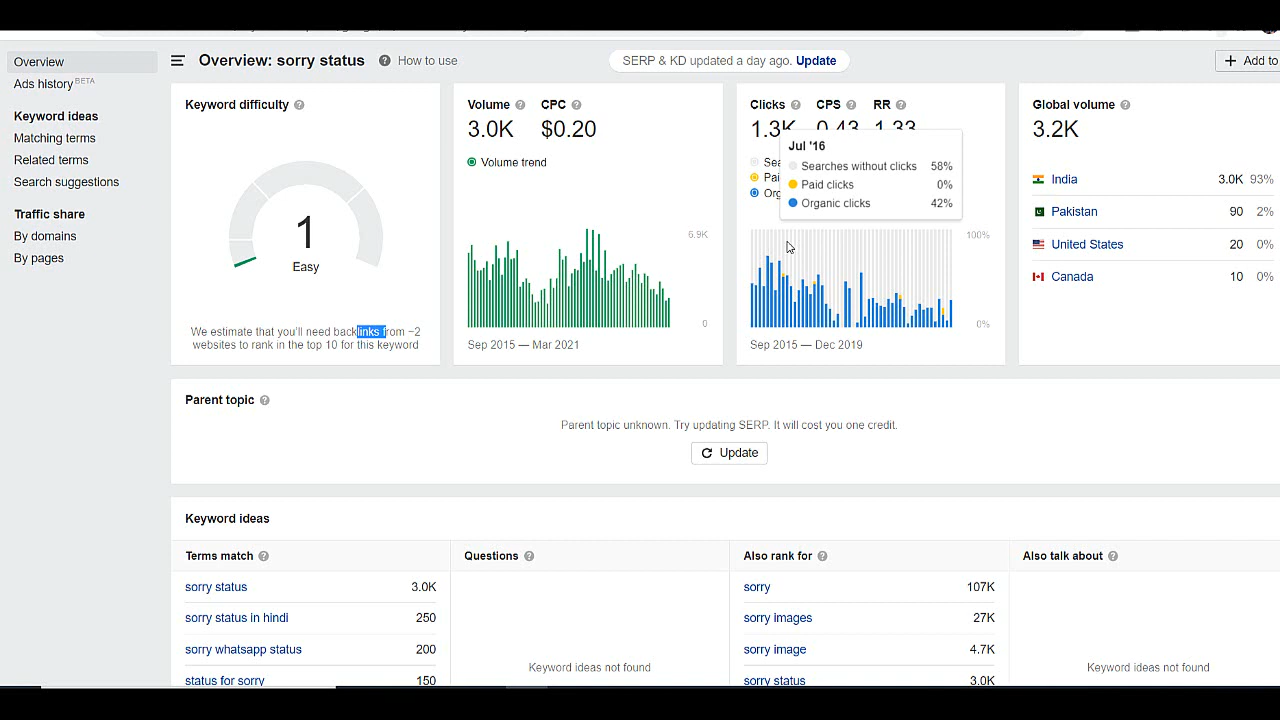 Overview
Ads history BETA
Keyword ideas
Matching terms
Related terms
Search suggestions
Traffic share
By domains
By pages
Overview: sorry status ? How to use
SERP & KD updated a day ago. Update
+ Add to
Keyword difficulty ?
1
Easy
We estimate that you'll need backlinks from ~2
websites to rank in the top 10 for this keyword
Volume ? CPC ?
3.0K $0.20
Volume trend
6.9K
0
Sep 2015 — Mar 2021
Clicks ? CPS ? RR ?
1.3K 0.43 1.33
Jul '16
Searches without clicks 58%
Paid clicks 0%
Organic clicks 42%
Sea
Pai
Org
100%
0%
Sep 2015 — Dec 2019
Global volume ?
3.2K
India 3.0K 93%
Pakistan 90 2%
United States 20 0%
Canada 10 0%
Parent topic ?
Parent topic unknown. Try updating SERP. It will cost you one credit.
Update
Keyword ideas
Terms match ?
sorry status 3.0K
sorry status in hindi 250
sorry whatsapp status 200
status for sorry 150
Questions ?
Keyword ideas not found
Also rank for ?
sorry 107K
sorry images 27K
sorry image 4.7K
sorry status 3.0K
Also talk about ?
Keyword ideas not found